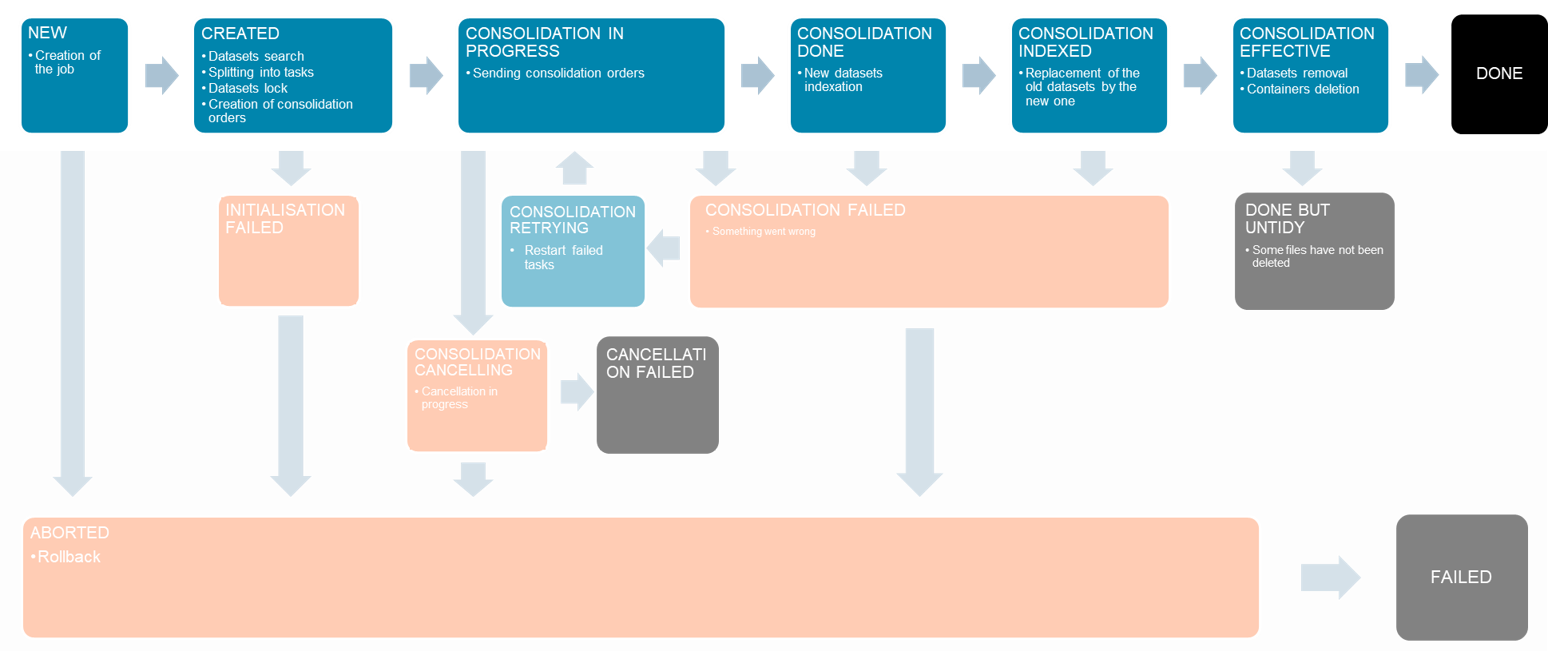 NEW
• Creation of
the job
CREATED
• Datasets search
• Splitting into tasks
• Datasets lock
• Creation of consolidation
orders
CONSOLIDATION IN
PROGRESS
• Sending consolidation orders
CONSOLIDATION
DONE
• New datasets
indexation
CONSOLIDATION
INDEXED
• Replacement of the
old datasets by the
new one
CONSOLIDATION
EFFECTIVE
• Datasets removal
• Containers deletion
DONE
INITIALISATION
FAILED
CONSOLIDATION
RETRYING
• Restart failed
tasks
CONSOLIDATION FAILED
• Something went wrong
DONE BUT
UNTIDY
• Some files have not been
deleted
CONSOLIDATION
CANCELLING
• Cancellation in
progress
CANCELLATI
ON FAILED
ABORTED
• Rollback
FAILED